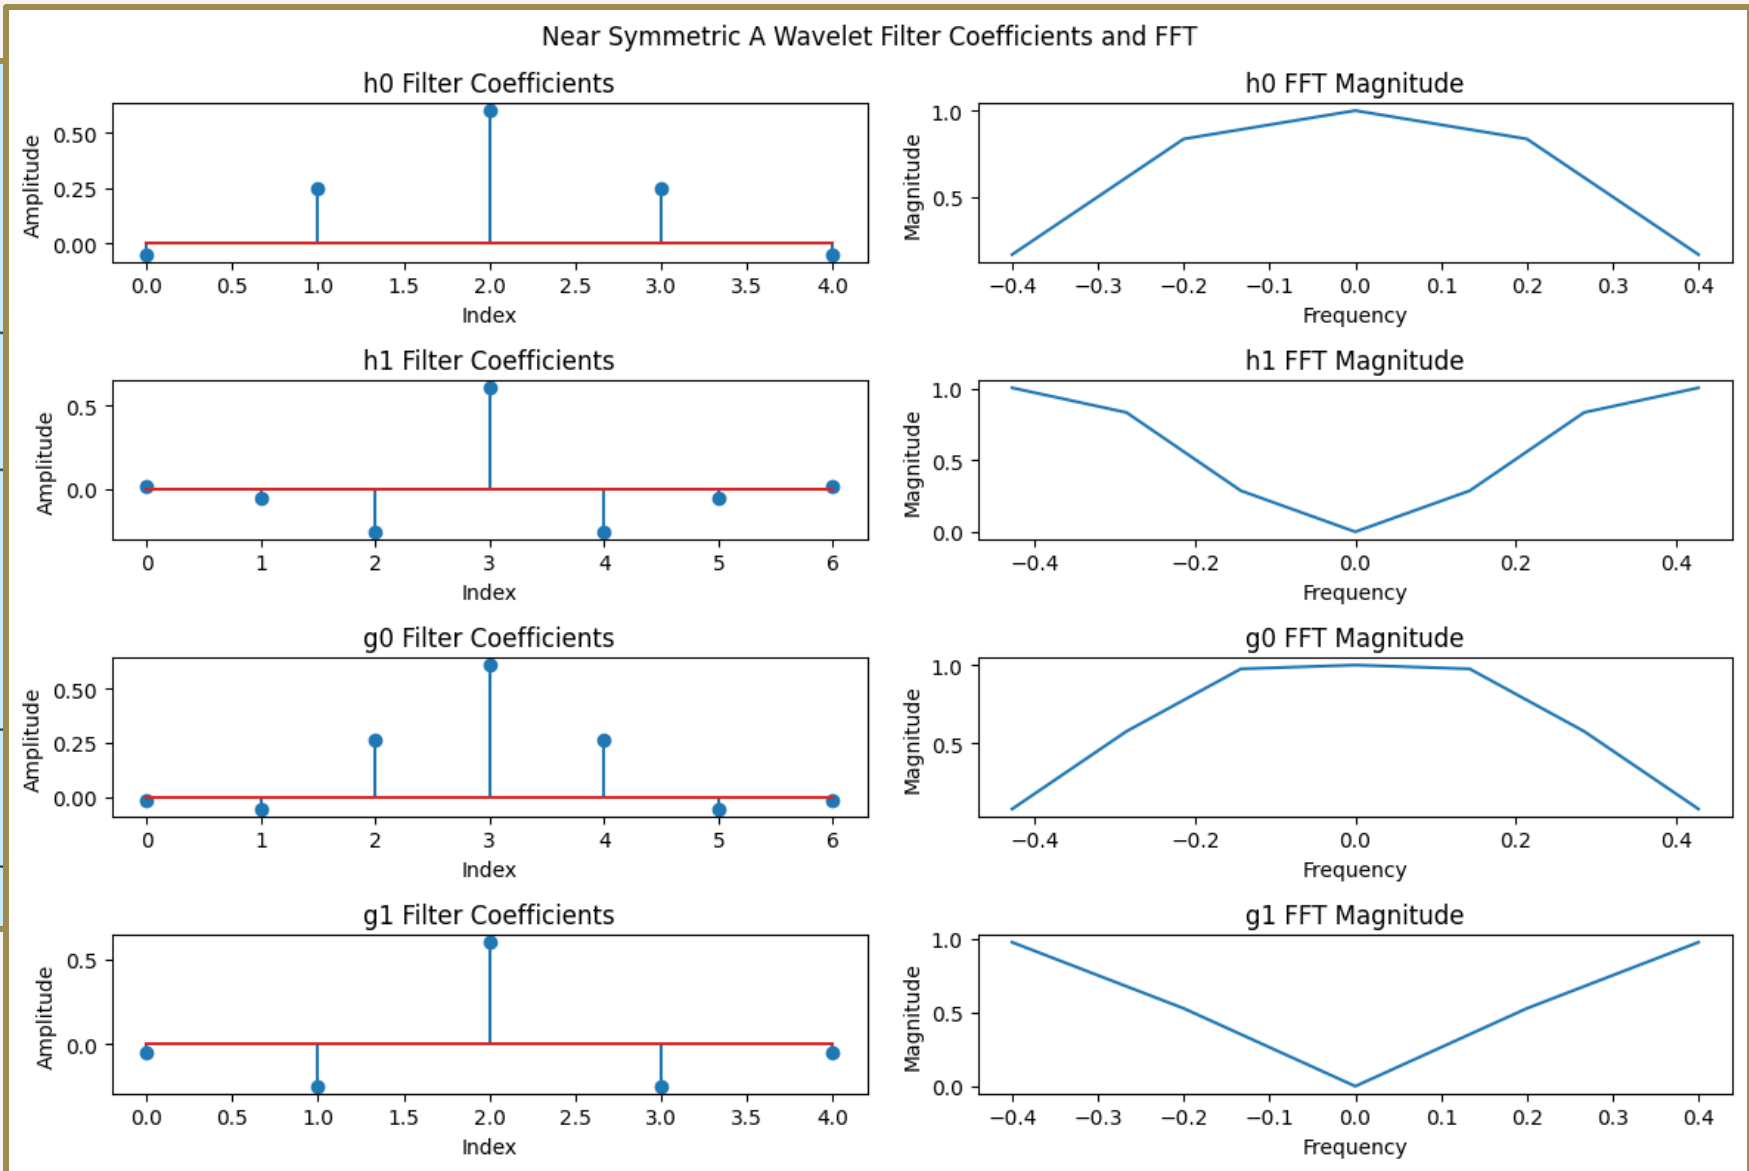 Near Symmetric A Wavelet Filter Coefficients and FFT
h0 Filter Coefficients
Amplitude
0.50
0.25
0.00
0.0 0.5 1.0 1.5 2.0 2.5 3.0 3.5 4.0
Index
h0 FFT Magnitude
Magnitude
1.0
0.5
−0.4 −0.3 −0.2 −0.1 0.0 0.1 0.2 0.3 0.4
Frequency
h1 Filter Coefficients
Amplitude
0.5
0.0
0 1 2 3 4 5 6
Index
h1 FFT Magnitude
Magnitude
1.0
0.5
0.0
−0.4 −0.2 0.0 0.2 0.4
Frequency
g0 Filter Coefficients
Amplitude
0.50
0.25
0.00
0 1 2 3 4 5 6
Index
g0 FFT Magnitude
Magnitude
1.0
0.5
−0.4 −0.2 0.0 0.2 0.4
Frequency
g1 Filter Coefficients
Amplitude
0.5
0.0
0.0 0.5 1.0 1.5 2.0 2.5 3.0 3.5 4.0
Index
g1 FFT Magnitude
Magnitude
1.0
0.5
0.0
−0.4 −0.3 −0.2 −0.1 0.0 0.1 0.2 0.3 0.4
Frequency